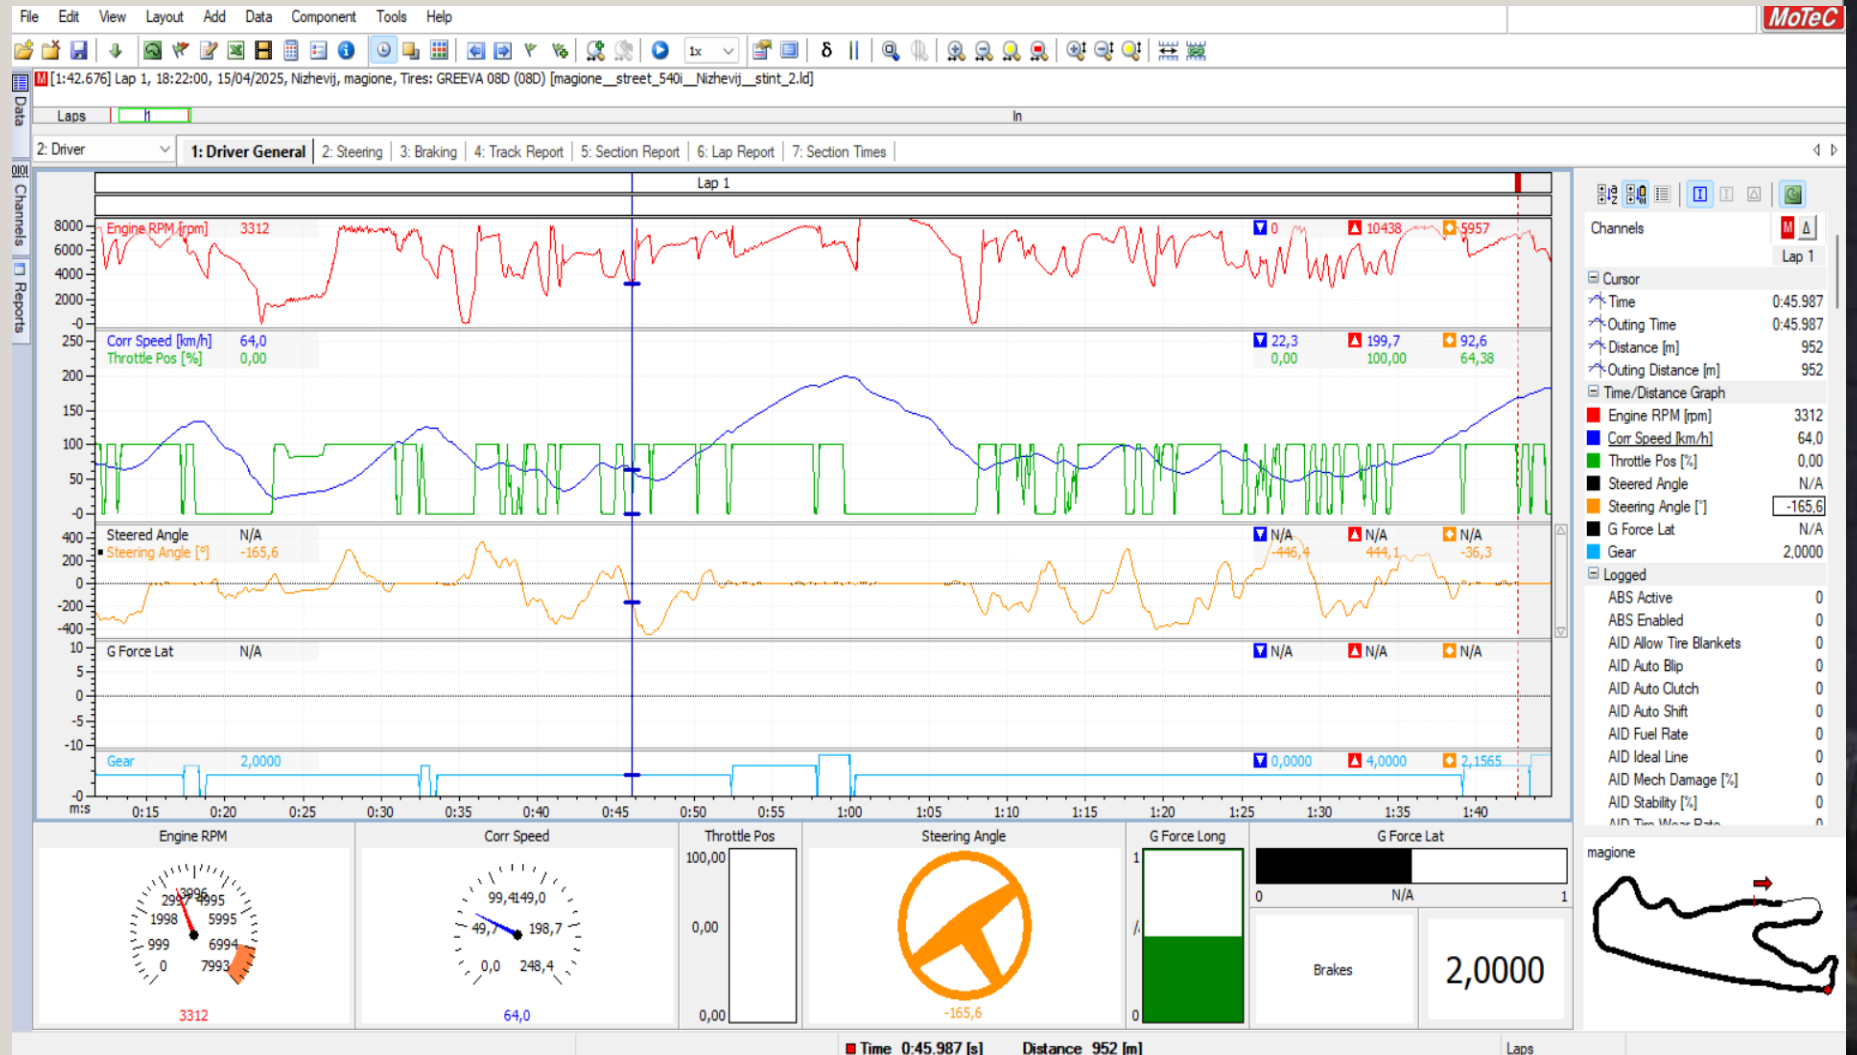 File Edit View Layout Add Data Component Tools Help
MoTeC
1x δ
M [1:42.676] Lap 1, 18:22:00, 15/04/2025, Nizhevij, magione, Tires: GREEVA 08D (08D) [magione__street_540i__Nizhevij__stint_2.ld]
Data
Channels
Reports
Laps 1 In
2: Driver 1: Driver General 2: Steering 3: Braking 4: Track Report 5: Section Report 6: Lap Report 7: Section Times
Lap 1
Engine RPM [rpm] 3312 0 10438 5957
8000
6000
4000
2000
-0
Corr Speed [km/h] 64,0 22,3 199,7 92,6
Throttle Pos [%] 0,00 0,00 100,00 64,38
250
200
150
100
50
-0
Steered Angle N/A N/A N/A N/A
Steering Angle [°] -165,6 -446,4 444,1 -36,3
400
200
0
-200
-400
G Force Lat N/A N/A N/A N/A
10
5
0
-5
-10
Gear 2,0000 0,0000 4,0000 2,1565
-0
m:s 0:15 0:20 0:25 0:30 0:35 0:40 0:45 0:50 0:55 1:00 1:05 1:10 1:15 1:20 1:25 1:30 1:35 1:40
Channels M Δ
Lap 1
Cursor
Time 0:45.987
Outing Time 0:45.987
Distance [m] 952
Outing Distance [m] 952
Time/Distance Graph
Engine RPM [rpm] 3312
Corr Speed [km/h] 64,0
Throttle Pos [%] 0,00
Steered Angle N/A
Steering Angle [°] -165,6
G Force Lat N/A
Gear 2,0000
Logged
ABS Active 0
ABS Enabled 0
AID Allow Tire Blankets 0
AID Auto Blip 0
AID Auto Clutch 0
AID Auto Shift 0
AID Fuel Rate 0
AID Ideal Line 0
AID Mech Damage [%] 0
AID Stability [%] 0
AID Tire Wear Rate 0
Engine RPM
0 999 1998 2997 3996 4995 5995 6994 7993
3312
Corr Speed
0,0 49,7 99,4 149,0 198,7 248,4
64,0
Throttle Pos
100,00
0,00
0,00
Steering Angle
-165,6
G Force Long
1
0
G Force Lat
0 N/A 1
Brakes
2,0000
magione
Time 0:45.987 [s] Distance 952 [m] Laps